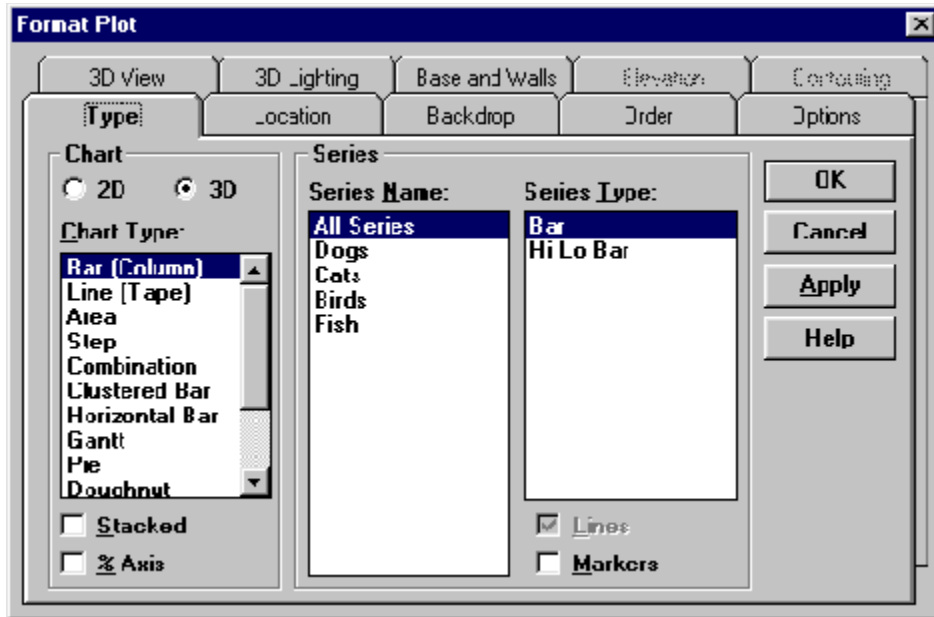 Format Plot
3D View 3D Lighting Base and Walls Elevation Contouring
Type Location Backdrop Order Options
Chart
2D 3D
Chart Type:
Bar (Column)
Line (Tape)
Area
Step
Combination
Clustered Bar
Horizontal Bar
Gantt
Pie
Doughnut
Stacked
% Axis
Series
Series Name:
All Series
Dogs
Cats
Birds
Fish
Series Type:
Bar
Hi Lo Bar
Lines
Markers
OK
Cancel
Apply
Help